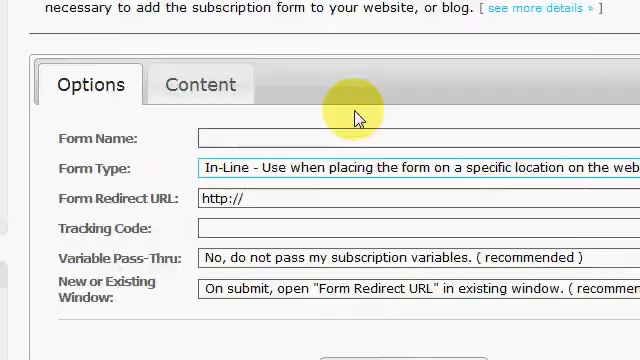 necessary to add the subscription form to your website, or blog. [ see more details » ]
Options Content
Form Name:
Form Type: In-Line - Use when placing the form on a specific location on the web
Form Redirect URL: http://
Tracking Code:
Variable Pass-Thru: No, do not pass my subscription variables. ( recommended )
New or Existing
Window: On submit, open "Form Redirect URL" in existing window. ( recommen